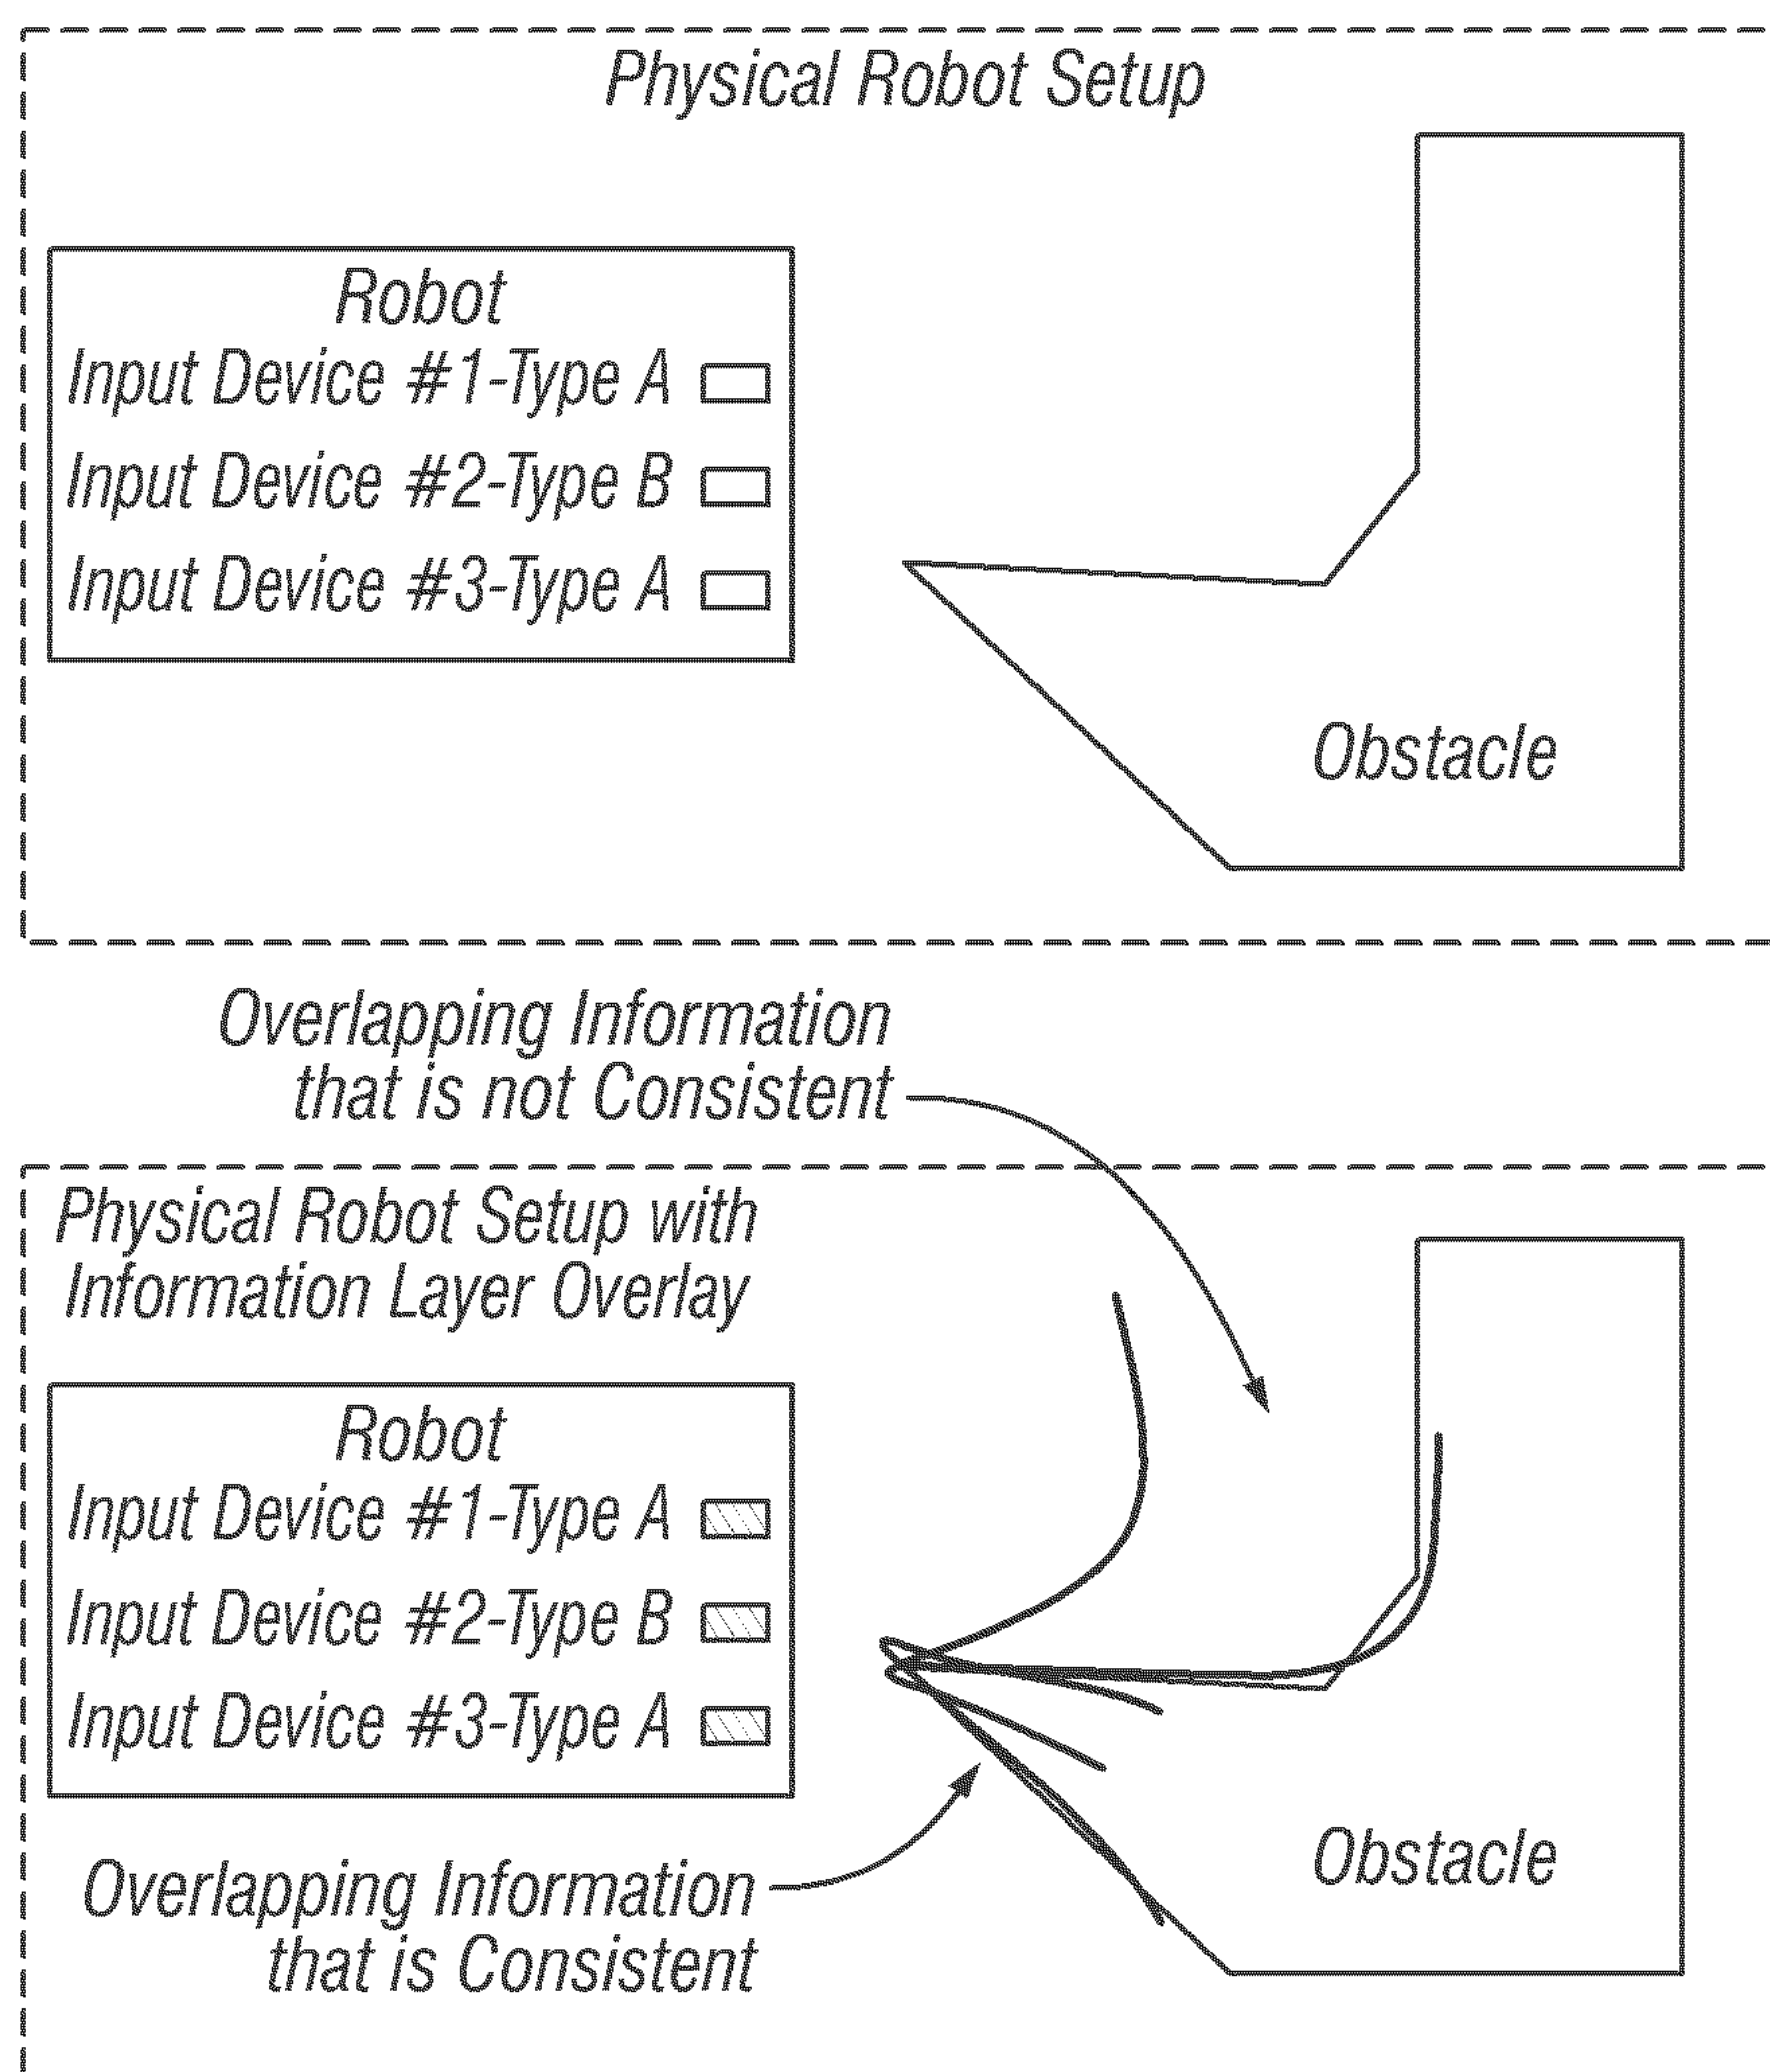 Physical Robot Setup
Robot
Input Device #1-Type A
Input Device #2-Type B
Input Device #3-Type A
Obstacle
Overlapping Information
that is not Consistent
Physical Robot Setup with
Information Layer Overlay
Robot
Input Device #1-Type A
Input Device #2-Type B
Input Device #3-Type A
Obstacle
Overlapping Information
that is Consistent